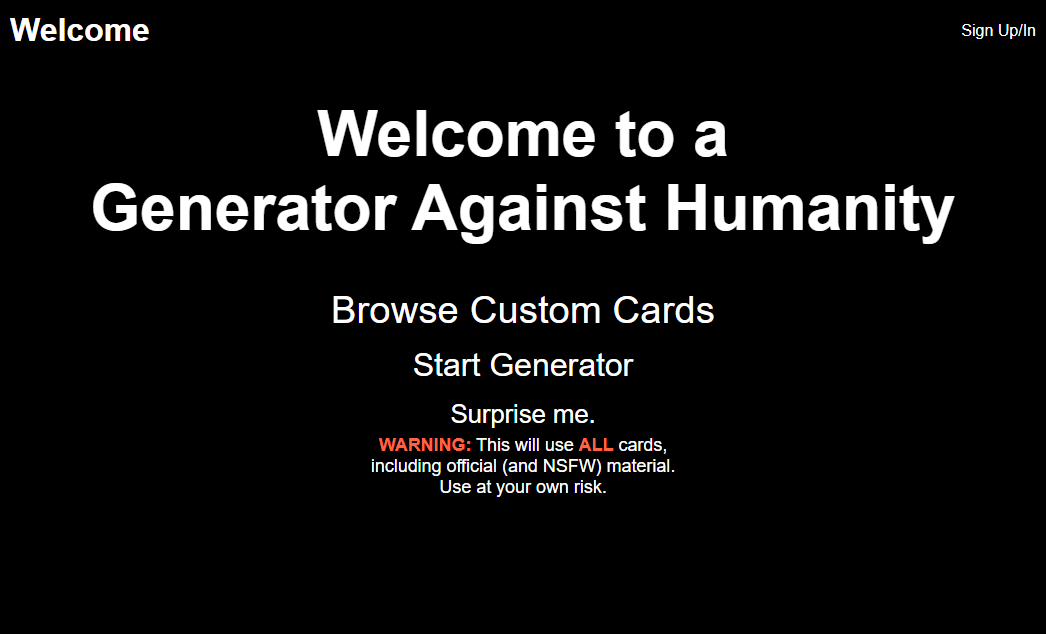 Welcome
Sign Up/In
Welcome to a
Generator Against Humanity
Browse Custom Cards
Start Generator
Surprise me.
WARNING: This will use ALL cards,
including official (and NSFW) material.
Use at your own risk.